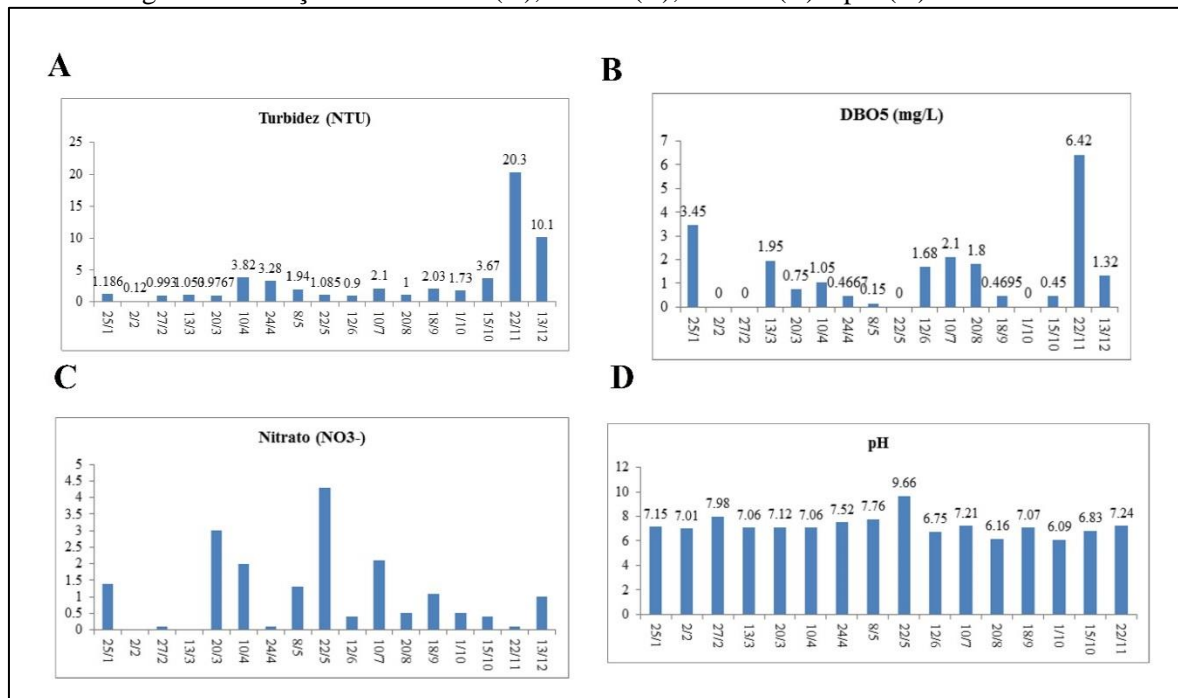 A
Turbidez (NTU)
25
20
15
10
5
0
1.186 0.12 0.993 1.053 0.9767 3.82 3.28 1.94 1.085 0.9 2.1 1 2.03 1.73 3.67 20.3 10.1
25/1 2/2 27/2 13/3 20/3 10/4 24/4 8/5 22/5 12/6 10/7 20/8 18/9 1/10 15/10 22/11 13/12
B
DBO5 (mg/L)
7
6
5
4
3
2
1
0
3.45 0 0 1.95 0.75 1.05 0.4667 0.15 0 1.68 2.1 1.8 0.4695 0 0.45 6.42 1.32
25/1 2/2 27/2 13/3 20/3 10/4 24/4 8/5 22/5 12/6 10/7 20/8 18/9 1/10 15/10 22/11 13/12
C
Nitrato (NO3-)
5
4.5
4
3.5
3
2.5
2
1.5
1
0.5
0
25/1 2/2 27/2 13/3 20/3 10/4 24/4 8/5 22/5 12/6 10/7 20/8 18/9 1/10 15/10 22/11 13/12
D
pH
12
10
8
6
4
2
0
7.15 7.01 7.98 7.06 7.12 7.06 7.52 7.76 9.66 6.75 7.21 6.16 7.07 6.09 6.83 7.24
25/1 2/2 27/2 13/3 20/3 10/4 24/4 8/5 22/5 12/6 10/7 20/8 18/9 1/10 15/10 22/11